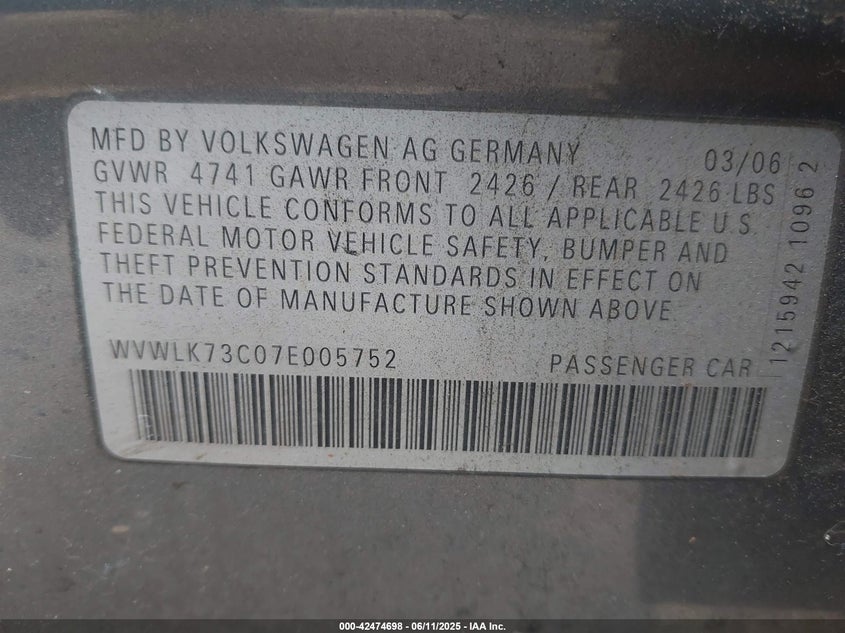 MFD BY VOLKSWAGEN AG GERMANY 03/06
GVWR 4741 GAWR FRONT 2426 / REAR 2426 LBS
THIS VEHICLE CONFORMS TO ALL APPLICABLE U.S.
FEDERAL MOTOR VEHICLE SAFETY, BUMPER AND
THEFT PREVENTION STANDARDS IN EFFECT ON
THE DATE OF MANUFACTURE SHOWN ABOVE.
WVWLK73C07E005752 PASSENGER CAR
1215942 1096 2
000-42474698 - 06/11/2025 - IAA Inc.